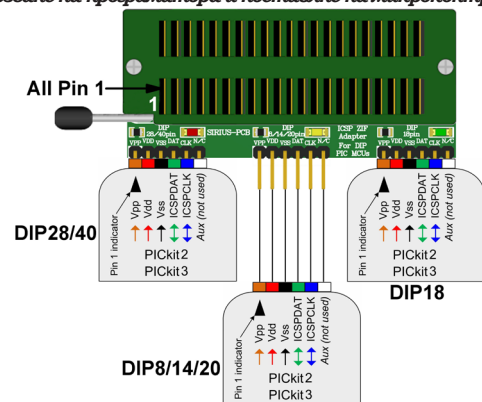 All Pin 1
1
DIP 28/40pin
SIRIUS-PCB
DIP 8/14/20pin
ICSP ZIF Adapter For DIP PIC MCUs
DIP 18pin
VPP VDD VSS DAT CLK N/C
VPP VDD VSS DAT CLK N/C
VPP VDD VSS DAT CLK N/C
DIP28/40
Pin 1 indicator
Vpp
Vdd
Vss
ICSPDAT
ICSPCLK
Aux (not used)
PICkit2
PICkit3
DIP8/14/20
Pin 1 indicator
Vpp
Vdd
Vss
ICSPDAT
ICSPCLK
Aux (not used)
PICkit2
PICkit3
Pin 1 indicator
Vpp
Vdd
Vss
ICSPDAT
ICSPCLK
Aux (not used)
PICkit2
PICkit3
DIP18